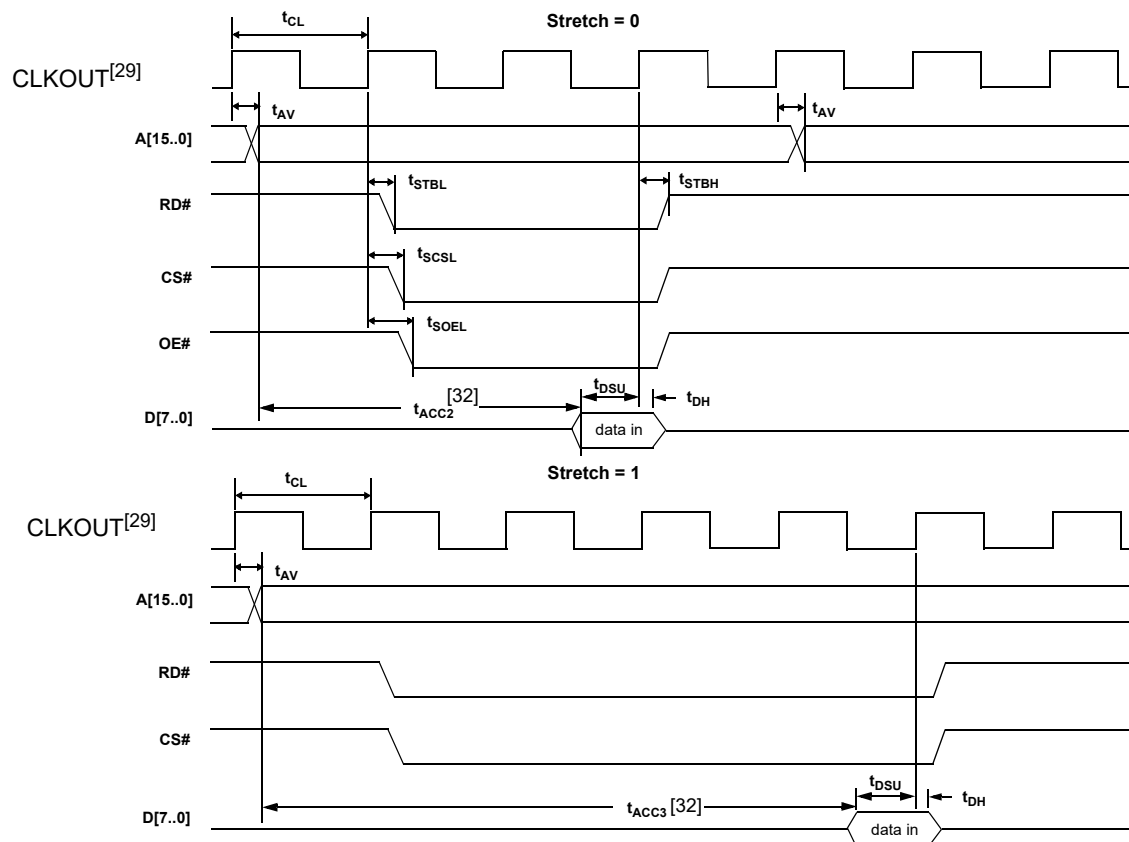 Stretch = 0
tCL
CLKOUT[29]
tAV
tAV
A[15..0]
tSTBL
tSTBH
RD#
tSCSL
CS#
tSOEL
OE#
tDSU
tACC2 [32]
tDH
D[7..0]
data in
Stretch = 1
tCL
CLKOUT[29]
tAV
A[15..0]
RD#
CS#
tDSU
tACC3 [32]
tDH
D[7..0]
data in